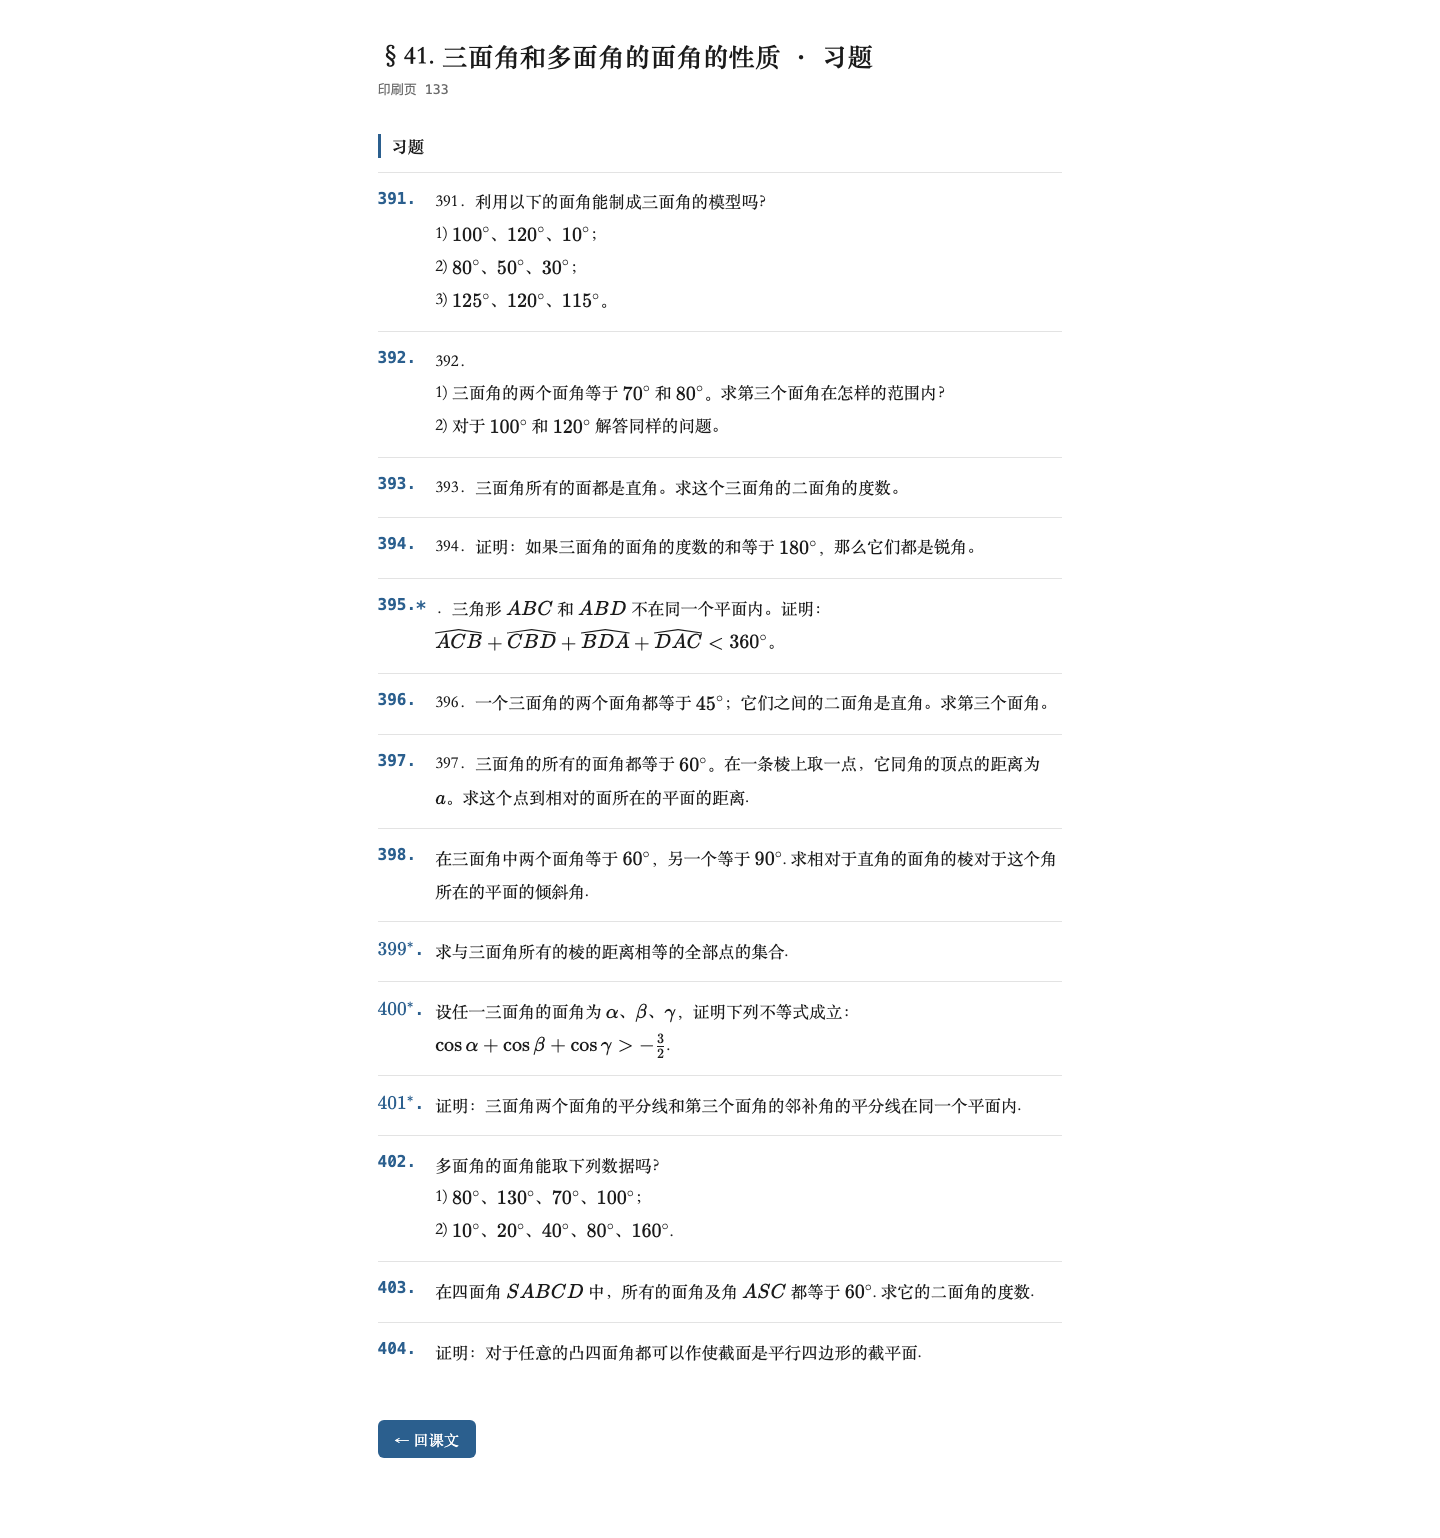 § 41. 三面角和多面角的面角的性质 · 习题
印刷页 133
习题
391. 391. 利用以下的面角能制成三面角的模型吗?
1) 100°、120°、10°;
2) 80°、50°、30°;
3) 125°、120°、115°。
392. 392.
1) 三面角的两个面角等于 70° 和 80°。求第三个面角在怎样的范围内?
2) 对于 100° 和 120° 解答同样的问题。
393. 393. 三面角所有的面都是直角。求这个三面角的二面角的度数。
394. 394. 证明: 如果三面角的面角的度数的和等于 180°, 那么它们都是锐角。
395.* . 三角形 ABC 和 ABD 不在同一个平面内。证明:
\widehat{ACB} + \widehat{CBD} + \widehat{BDA} + \widehat{DAC} < 360°。
396. 396. 一个三面角的两个面角都等于 45°; 它们之间的二面角是直角。求第三个面角。
397. 397. 三面角的所有的面角都等于 60°。在一条棱上取一点, 它同角的顶点的距离为
a。求这个点到相对的面所在的平面的距离.
398. 在三面角中两个面角等于 60°, 另一个等于 90°. 求相对于直角的面角的棱对于这个角
所在的平面的倾斜角.
399*. 求与三面角所有的棱的距离相等的全部点的集合.
400*. 设任一三面角的面角为 α、β、γ, 证明下列不等式成立:
cos α + cos β + cos γ > −3/2.
401*. 证明: 三面角两个面角的平分线和第三个面角的邻补角的平分线在同一个平面内.
402. 多面角的面角能取下列数据吗?
1) 80°、130°、70°、100°;
2) 10°、20°、40°、80°、160°.
403. 在四面角 SABCD 中, 所有的面角及角 ASC 都等于 60°. 求它的二面角的度数.
404. 证明: 对于任意的凸四面角都可以作使截面是平行四边形的截平面.
← 回课文